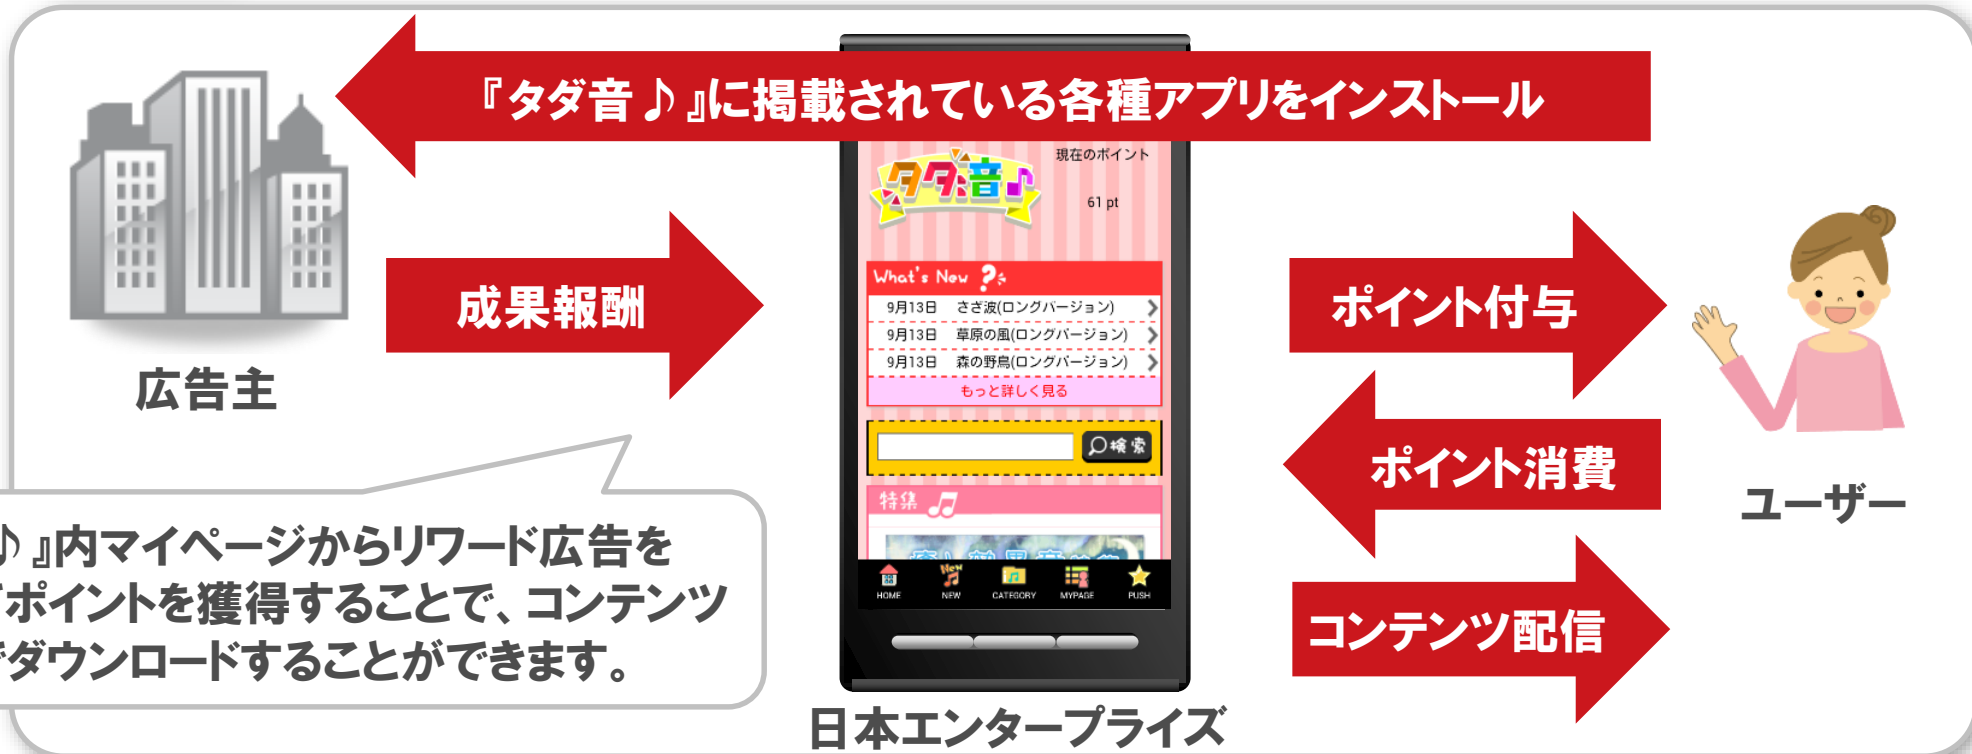 『タダ音♪』に掲載されている各種アプリをインストール
タダ音♪
現在のポイント
61 pt
成果報酬
広告主
What's New ?
9月13日 さざ波(ロングバージョン)
9月13日 草原の風(ロングバージョン)
9月13日 森の野鳥(ロングバージョン)
もっと詳しく見る
検索
特集
HOME
New
NEW
CATEGORY
MYPAGE
PUSH
ポイント付与
ポイント消費
コンテンツ配信
ユーザー
♪』内マイページからリワード広告を
ポイントを獲得することで、コンテンツ
ダウンロードすることができます。
日本エンタープライズ